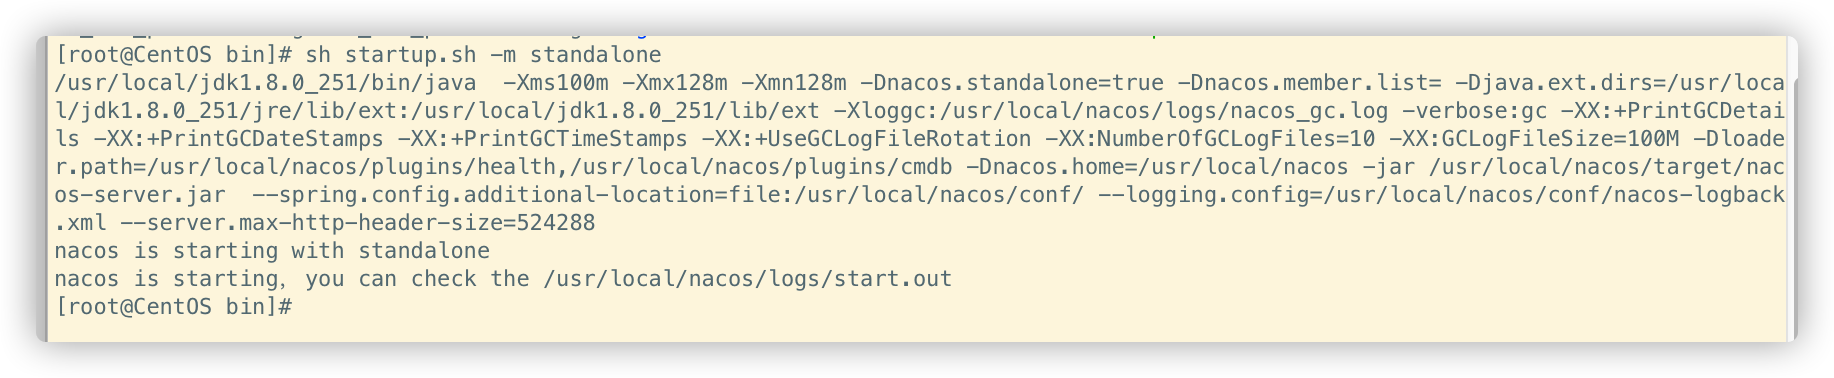 [root@CentOS bin]# sh startup.sh -m standalone
/usr/local/jdk1.8.0_251/bin/java  -Xms100m -Xmx128m -Xmn128m -Dnacos.standalone=true -Dnacos.member.list= -Djava.ext.dirs=/usr/loca
l/jdk1.8.0_251/jre/lib/ext:/usr/local/jdk1.8.0_251/lib/ext -Xloggc:/usr/local/nacos/logs/nacos_gc.log -verbose:gc -XX:+PrintGCDetai
ls -XX:+PrintGCDateStamps -XX:+PrintGCTimeStamps -XX:+UseGCLogFileRotation -XX:NumberOfGCLogFiles=10 -XX:GCLogFileSize=100M -Dloade
r.path=/usr/local/nacos/plugins/health,/usr/local/nacos/plugins/cmdb -Dnacos.home=/usr/local/nacos -jar /usr/local/nacos/target/nac
os-server.jar  --spring.config.additional-location=file:/usr/local/nacos/conf/ --logging.config=/usr/local/nacos/conf/nacos-logback
.xml --server.max-http-header-size=524288
nacos is starting with standalone
nacos is starting, you can check the /usr/local/nacos/logs/start.out
[root@CentOS bin]#